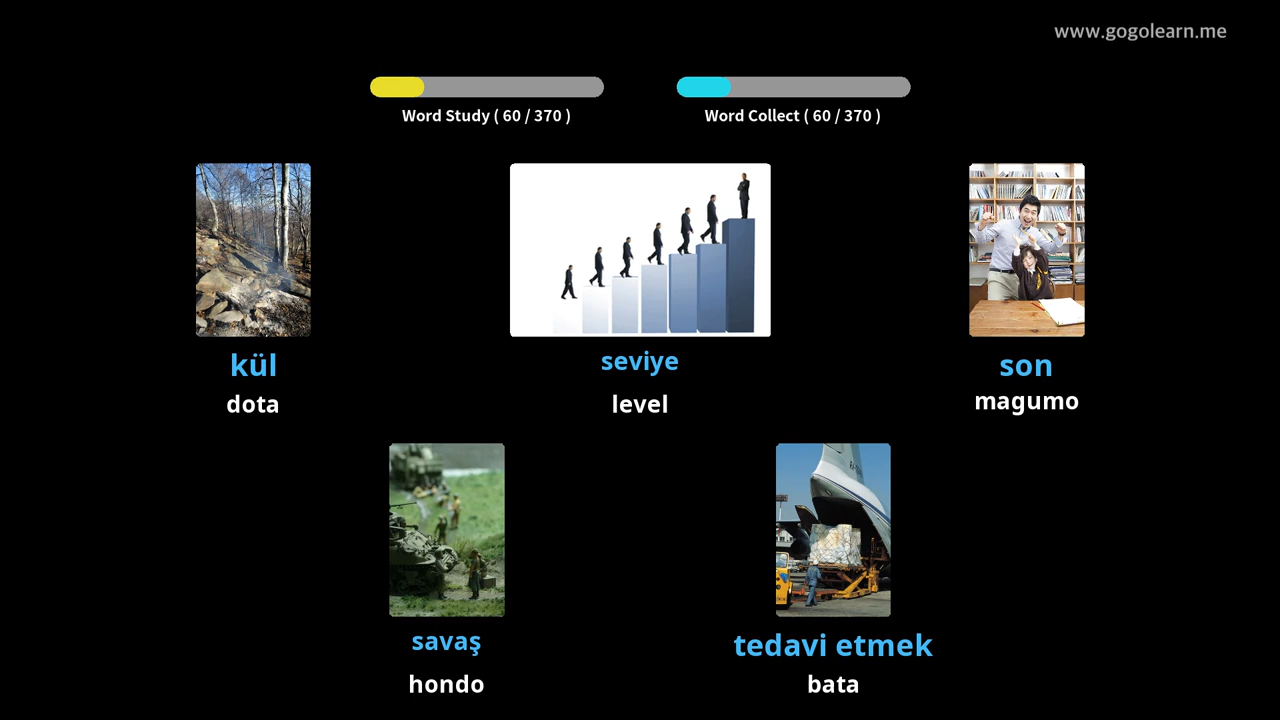 www.gogolearn.me
Word Study ( 60 / 370 )
Word Collect ( 60 / 370 )
kül
dota
seviye
level
son
magumo
savaş
hondo
tedavi etmek
bata